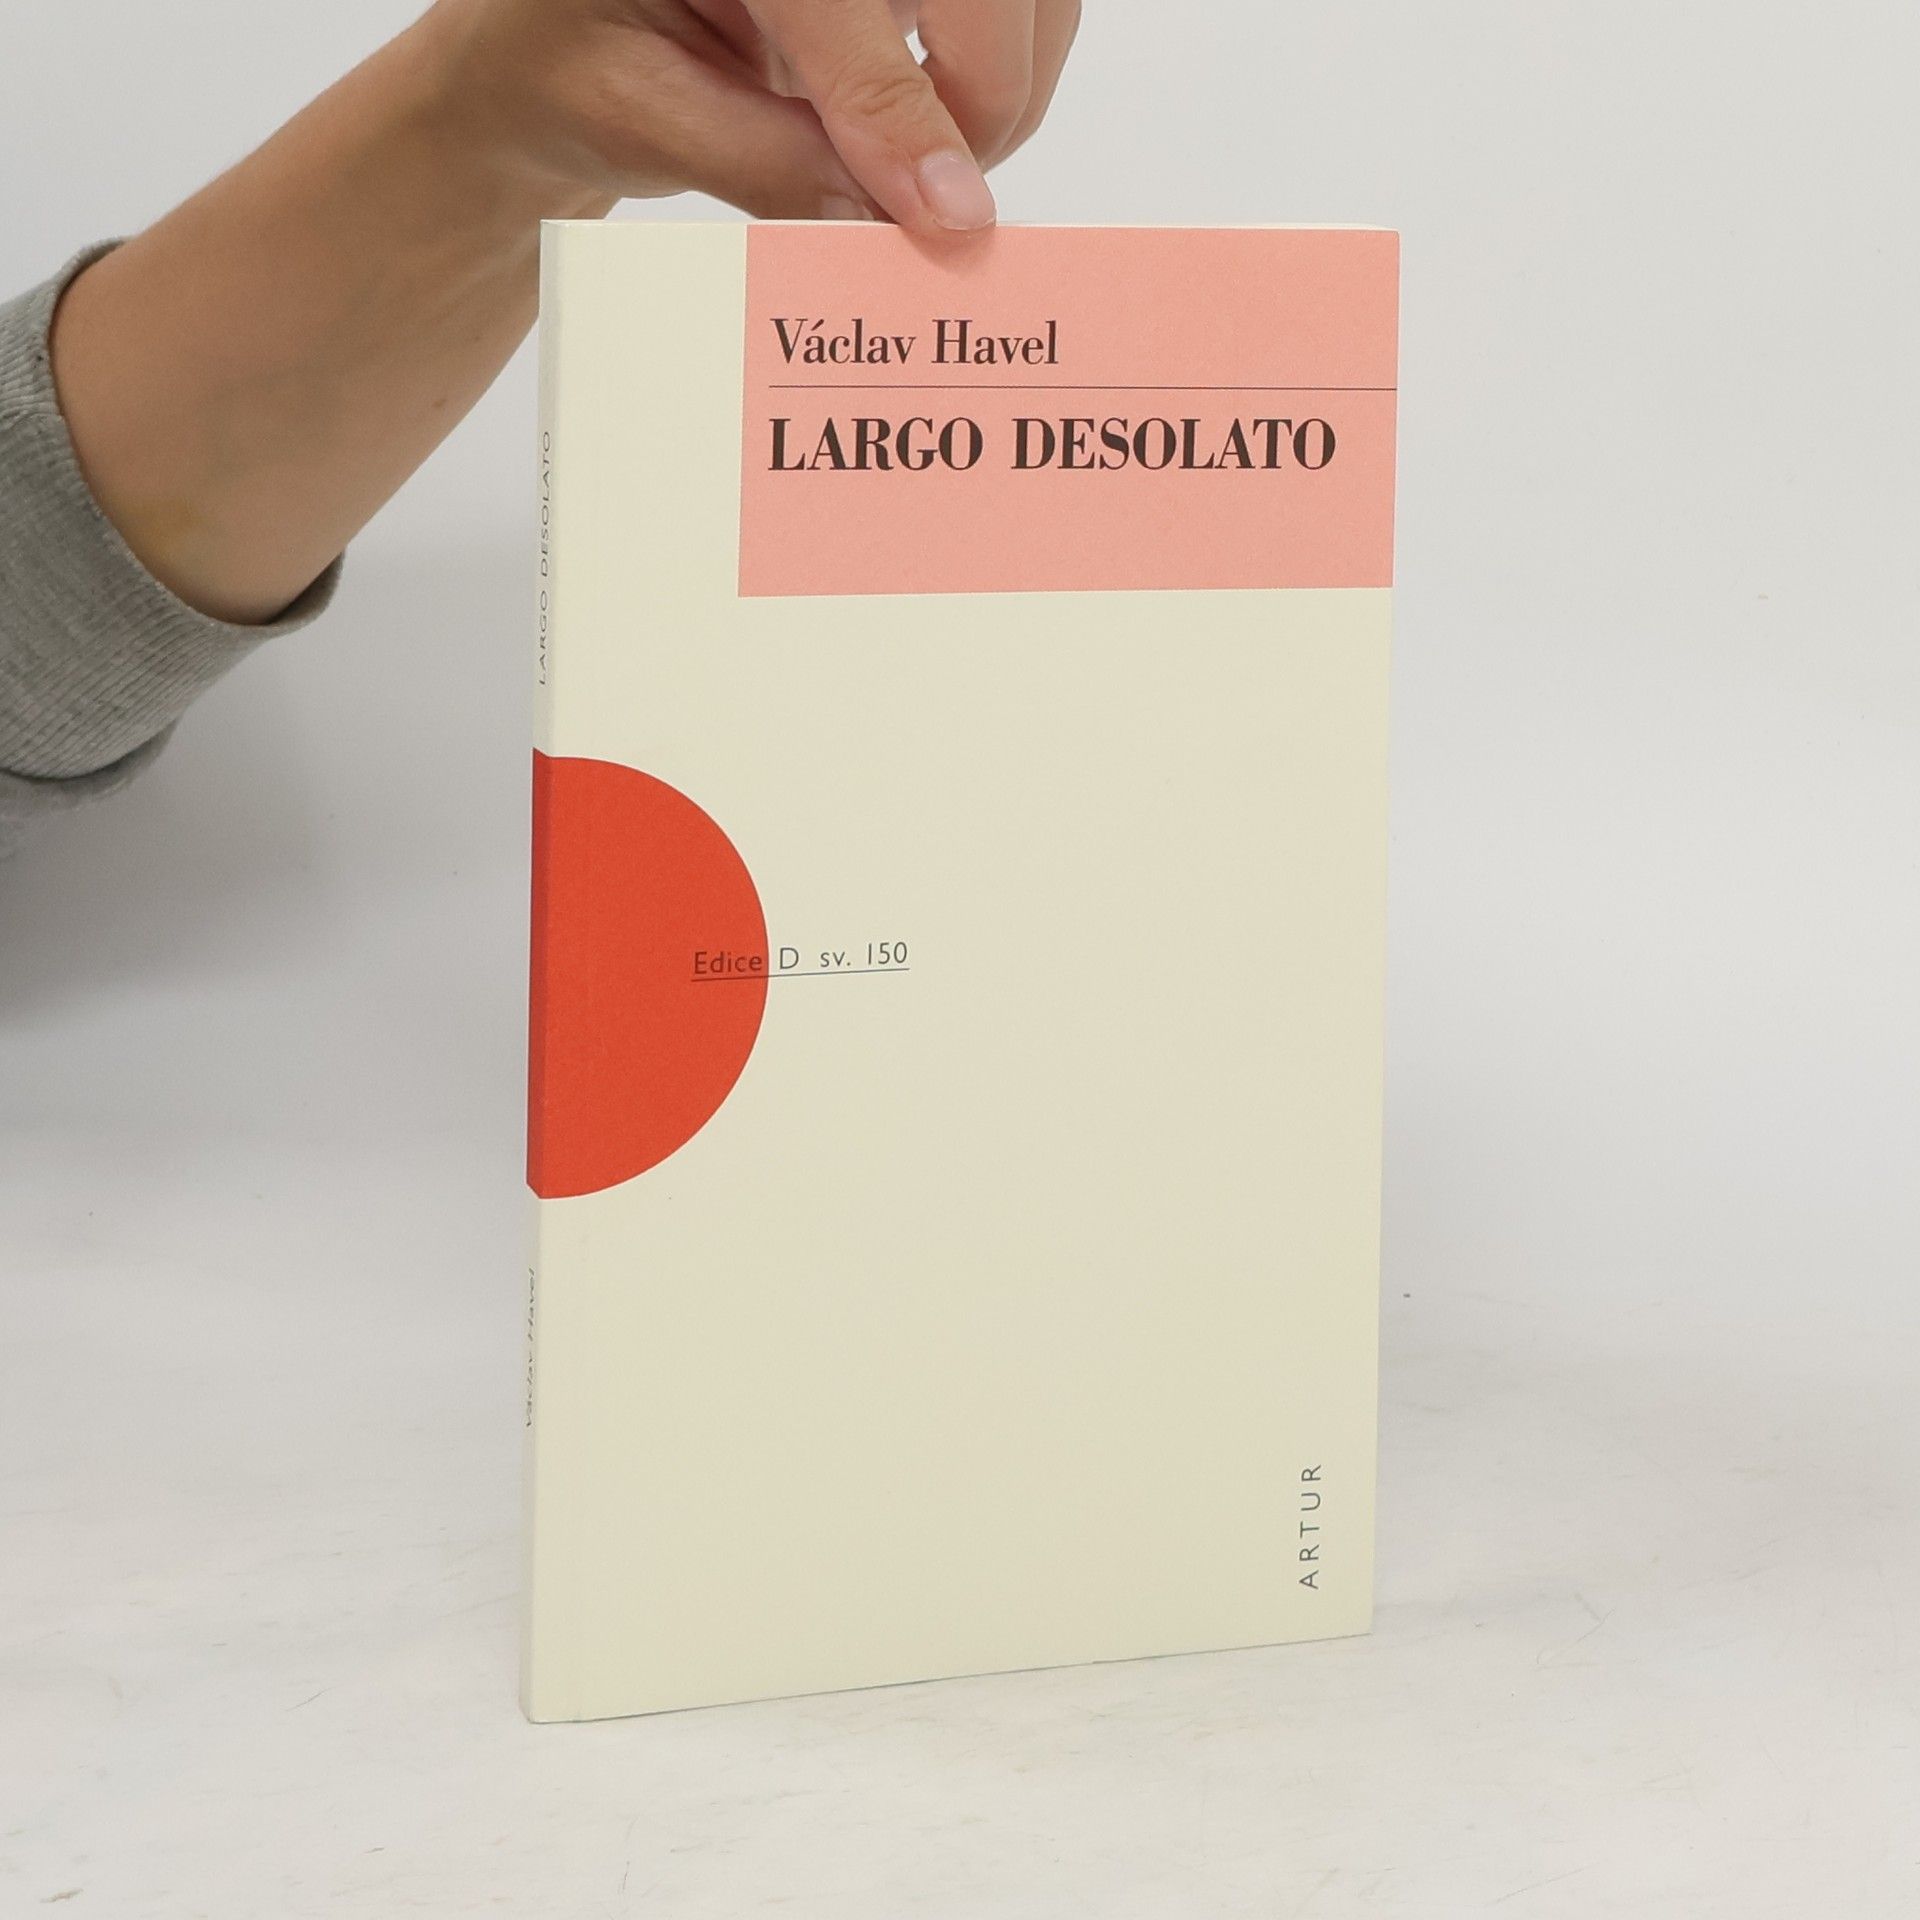 Václav Havel
LARGO DESOLATO
LARGO DESOLATO
Edice D sv. 150
Václav Havel
ARTUR